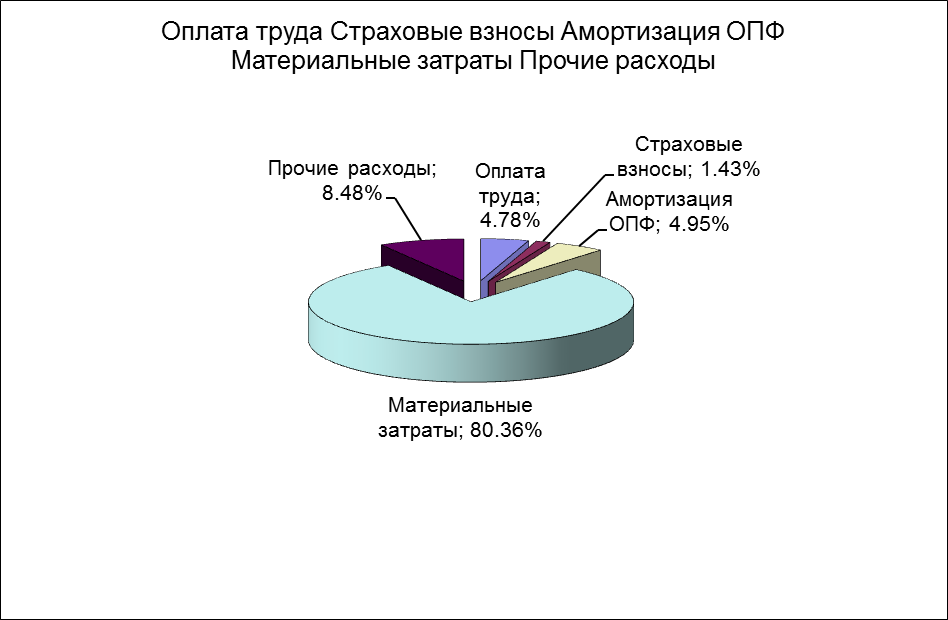 Оплата труда Страховые взносы Амортизация ОПФ
Материальные затраты Прочие расходы
Прочие расходы;
8.48%
Оплата
труда;
4.78%
Страховые
взносы; 1.43%
Амортизация
ОПФ; 4.95%
Материальные
затраты; 80.36%